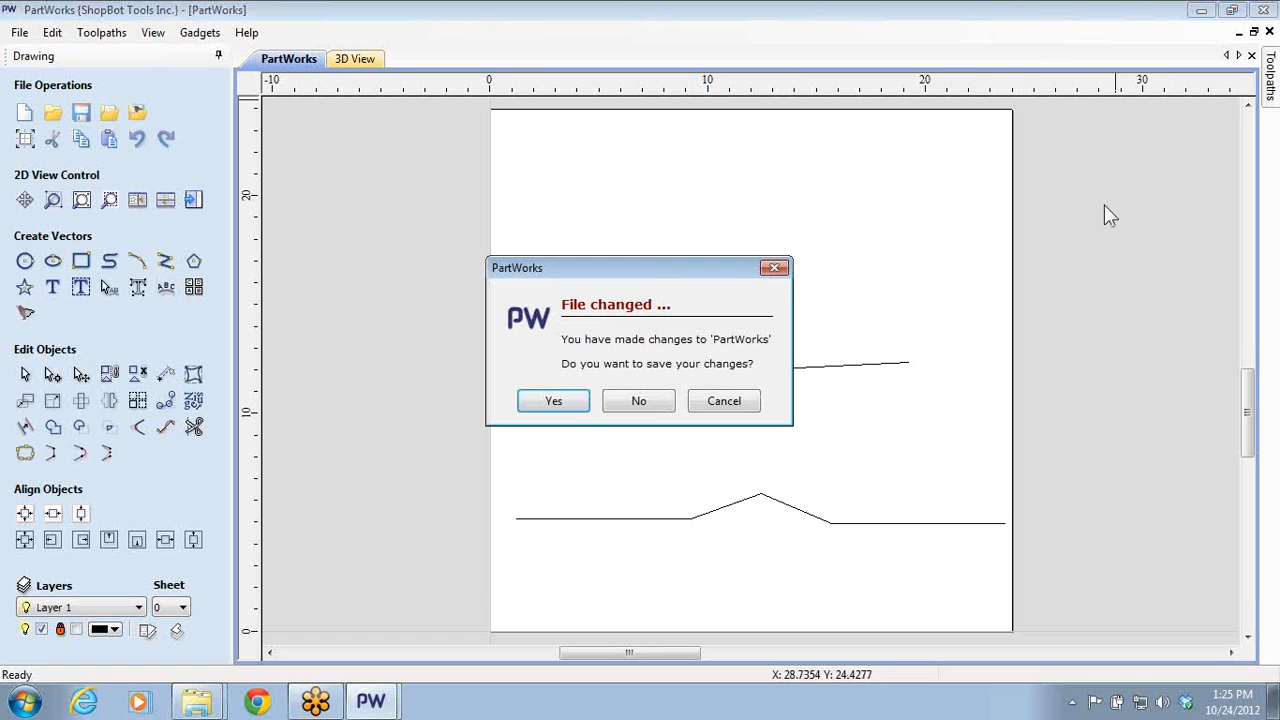 PW PartWorks {ShopBot Tools Inc.} - [PartWorks]
File Edit Toolpaths View Gadgets Help
Drawing
PartWorks 3D View
Toolpaths
File Operations
-10 0 10 20 30
2D View Control
20
Create Vectors
T T ABC
PartWorks
File changed ...
PW
You have made changes to 'PartWorks'
Do you want to save your changes?
Edit Objects
Yes No Cancel
10
Align Objects
Layers Sheet
Layer 1 0
0
Ready X: 28.7354 Y: 24.4277
PW
1:25 PM
10/24/2012